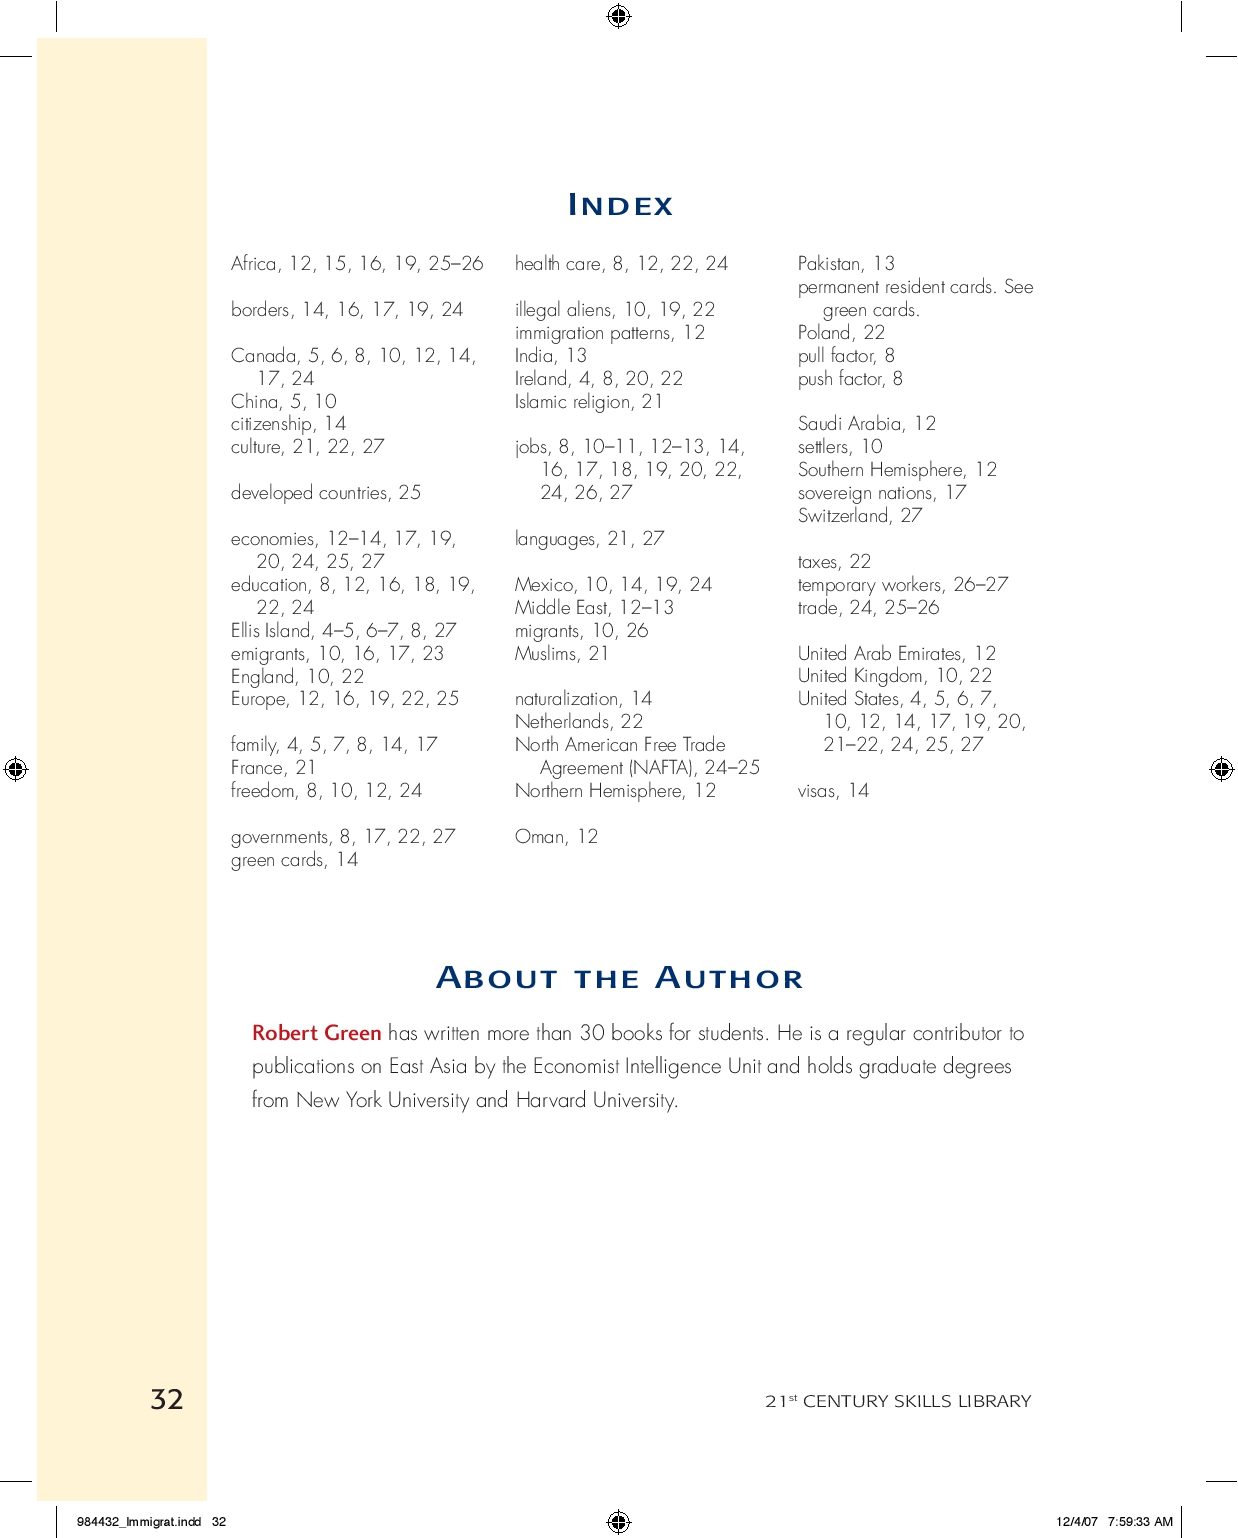 INDEX
Africa, 12, 15, 16, 19, 25–26
borders, 14, 16, 17, 19, 24
Canada, 5, 6, 8, 10, 12, 14,
17, 24
China, 5, 10
citizenship, 14
culture, 21, 22, 27
developed countries, 25
economies, 12–14, 17, 19,
20, 24, 25, 27
education, 8, 12, 16, 18, 19,
22, 24
Ellis Island, 4–5, 6–7, 8, 27
emigrants, 10, 16, 17, 23
England, 10, 22
Europe, 12, 16, 19, 22, 25
family, 4, 5, 7, 8, 14, 17
France, 21
freedom, 8, 10, 12, 24
governments, 8, 17, 22, 27
green cards, 14
health care, 8, 12, 22, 24
illegal aliens, 10, 19, 22
immigration patterns, 12
India, 13
Ireland, 4, 8, 20, 22
Islamic religion, 21
jobs, 8, 10–11, 12–13, 14,
16, 17, 18, 19, 20, 22,
24, 26, 27
languages, 21, 27
Mexico, 10, 14, 19, 24
Middle East, 12–13
migrants, 10, 26
Muslims, 21
naturalization, 14
Netherlands, 22
North American Free Trade
Agreement (NAFTA), 24–25
Northern Hemisphere, 12
Oman, 12
Pakistan, 13
permanent resident cards. See
green cards.
Poland, 22
pull factor, 8
push factor, 8
Saudi Arabia, 12
settlers, 10
Southern Hemisphere, 12
sovereign nations, 17
Switzerland, 27
taxes, 22
temporary workers, 26–27
trade, 24, 25–26
United Arab Emirates, 12
United Kingdom, 10, 22
United States, 4, 5, 6, 7,
10, 12, 14, 17, 19, 20,
21–22, 24, 25, 27
visas, 14
ABOUT THE AUTHOR
Robert Green has written more than 30 books for students. He is a regular contributor to
publications on East Asia by the Economist Intelligence Unit and holds graduate degrees
from New York University and Harvard University.
32
21st CENTURY SKILLS LIBRARY
984432_Immigrat.indd 32
12/4/07 7:59:33 AM